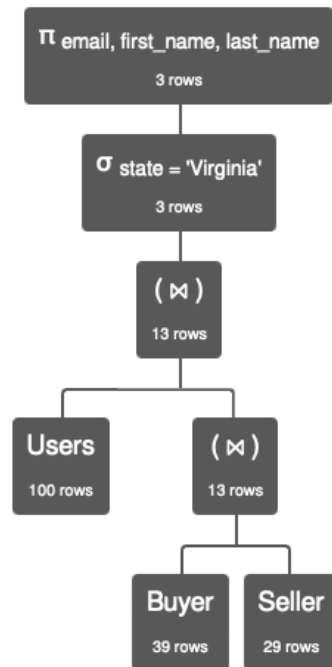 π email, first_name, last_name
3 rows
σ state = 'Virginia'
3 rows
( ⋈ )
13 rows
Users
100 rows
( ⋈ )
13 rows
Buyer
39 rows
Seller
29 rows